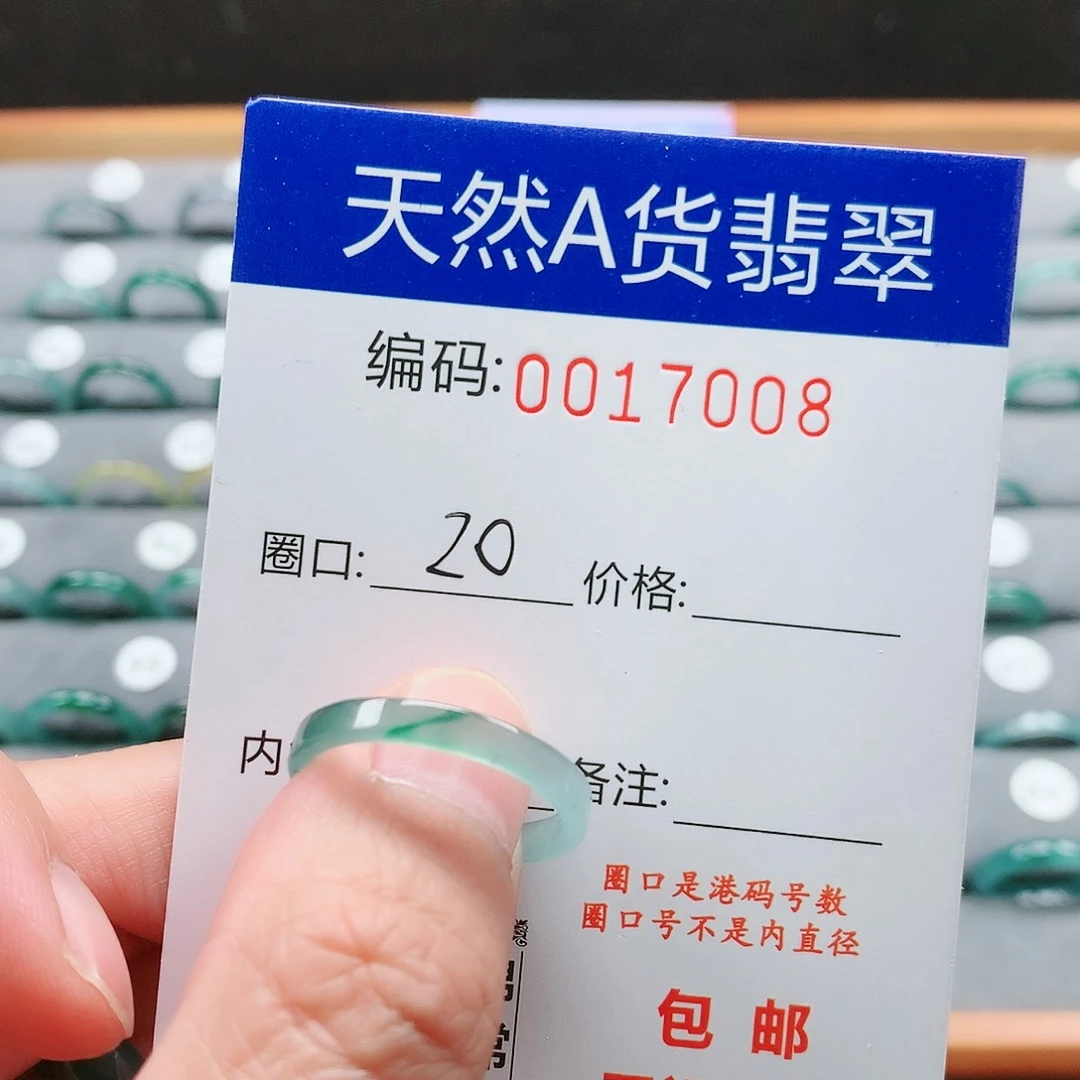 天然A货翡翠
编码:0017008
圈口: 20 价格:
内 备注:
圈口是港码号数
圈口号不是内直径
包邮